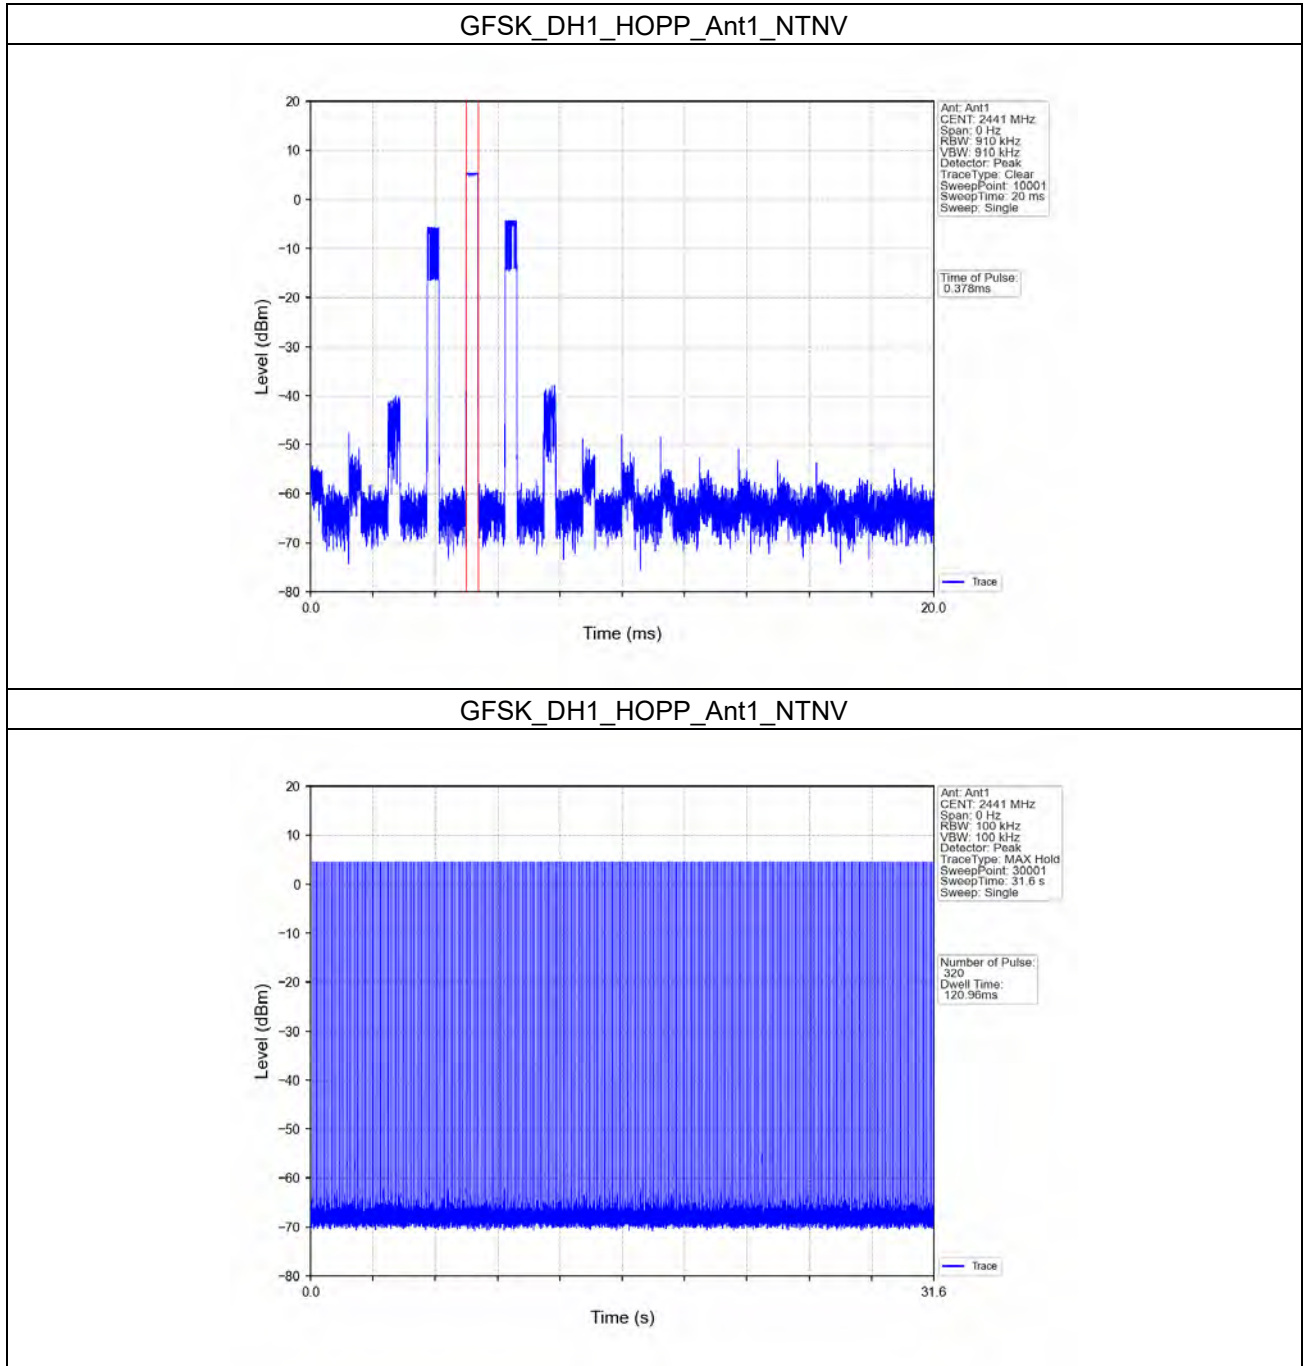 GFSK_DH1_HOPP_Ant1_NTNV
20
10
0
−10
−20
−30
−40
−50
−60
−70
−80
Level (dBm)
0.0
20.0
Time (ms)
Ant: Ant1
CENT: 2441 MHz
Span: 0 Hz
RBW: 910 kHz
VBW: 910 kHz
Detector: Peak
TraceType: Clear
SweepPoint: 10001
SweepTime: 20 ms
Sweep: Single
Time of Pulse:
0.378ms
Trace
GFSK_DH1_HOPP_Ant1_NTNV
20
10
0
−10
−20
−30
−40
−50
−60
−70
−80
Level (dBm)
0.0
31.6
Time (s)
Ant: Ant1
CENT: 2441 MHz
Span: 0 Hz
RBW: 100 kHz
VBW: 100 kHz
Detector: Peak
TraceType: MAX Hold
SweepPoint: 30001
SweepTime: 31.6 s
Sweep: Single
Number of Pulse:
320
Dwell Time:
120.96ms
Trace